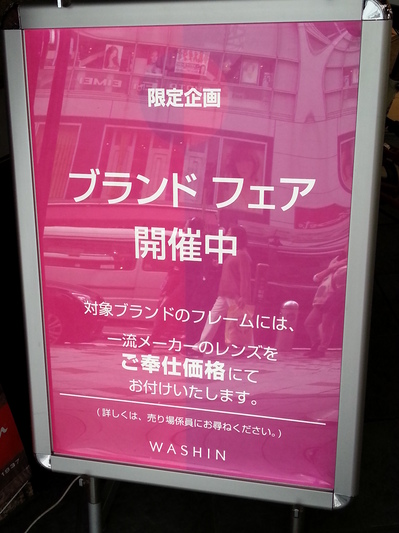 限定企画
ブランド フェア
開催中
対象ブランドのフレームには、
一流メーカーのレンズを
ご奉仕価格にて
お付けいたします。
(詳しくは、売り場係員にお尋ねください。)
WASHIN